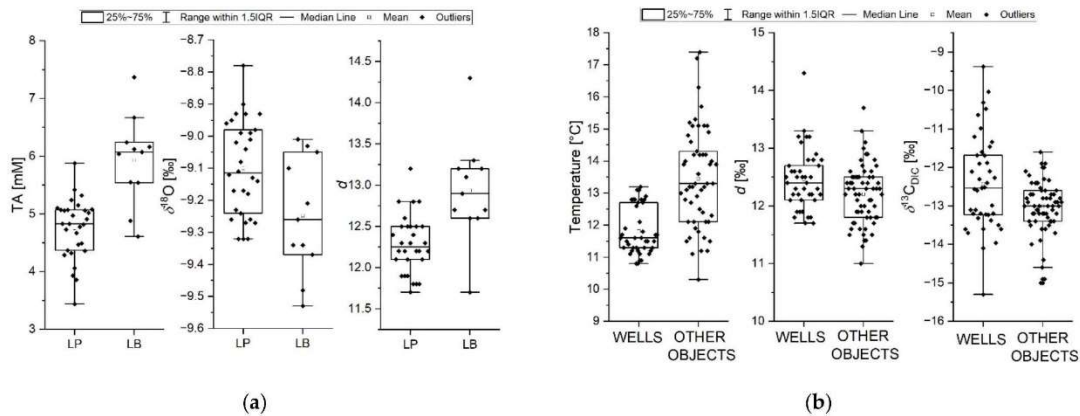 25%~75% Range within 1.5IQR Median Line Mean Outliers
TA [mM]
8
7
6
5
4
3
LP LB
δ¹⁸O [‰]
−8.7
−8.8
−8.9
−9.0
−9.1
−9.2
−9.3
−9.4
−9.5
−9.6
LP LB
d
14.5
14.0
13.5
13.0
12.5
12.0
LP LB
(a)
25%~75% Range within 1.5IQR Median Line Mean Outliers
Temperature [°C]
18
17
16
15
14
13
12
11
10
9
WELLS OTHER
OBJECTS
d [‰]
15
14
13
12
11
10
WELLS OTHER
OBJECTS
δ¹³C_DIC [‰]
−9
−10
−11
−12
−13
−14
−15
−16
WELLS OTHER
OBJECTS
(b)